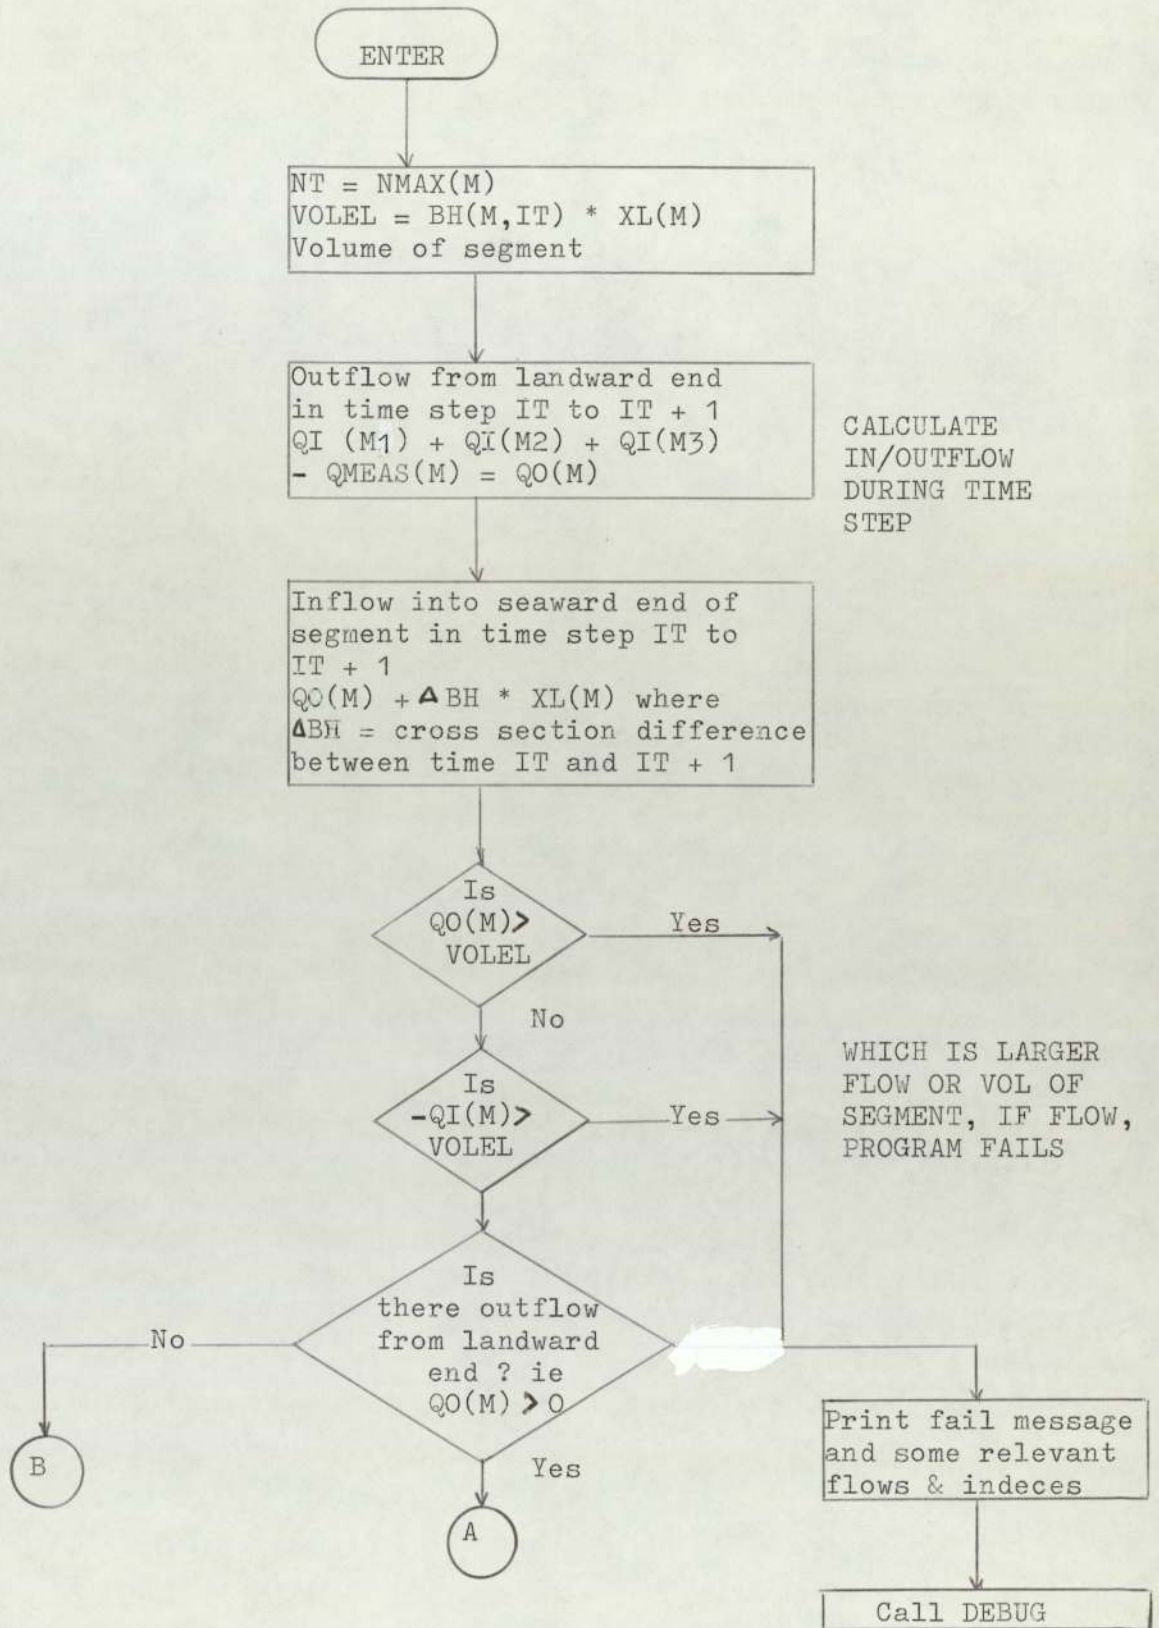 ENTER
NT = NMAX(M)
VOLEL = BH(M,IT) * XL(M)
Volume of segment
Outflow from landward end
in time step IT to IT + 1
QI (M1) + QI(M2) + QI(M3)
- QMEAS(M) = QO(M)
CALCULATE
IN/OUTFLOW
DURING TIME
STEP
Inflow into seaward end of
segment in time step IT to
IT + 1
QO(M) + ΔBH * XL(M) where
ΔBH = cross section difference
between time IT and IT + 1
Is
QO(M)>
VOLEL
Yes
No
Is
-QI(M)>
VOLEL
Yes
WHICH IS LARGER
FLOW OR VOL OF
SEGMENT, IF FLOW,
PROGRAM FAILS
Is
there outflow
from landward
end ? ie
QO(M) > 0
No
Yes
B
A
Print fail message
and some relevant
flows & indeces
Call DEBUG